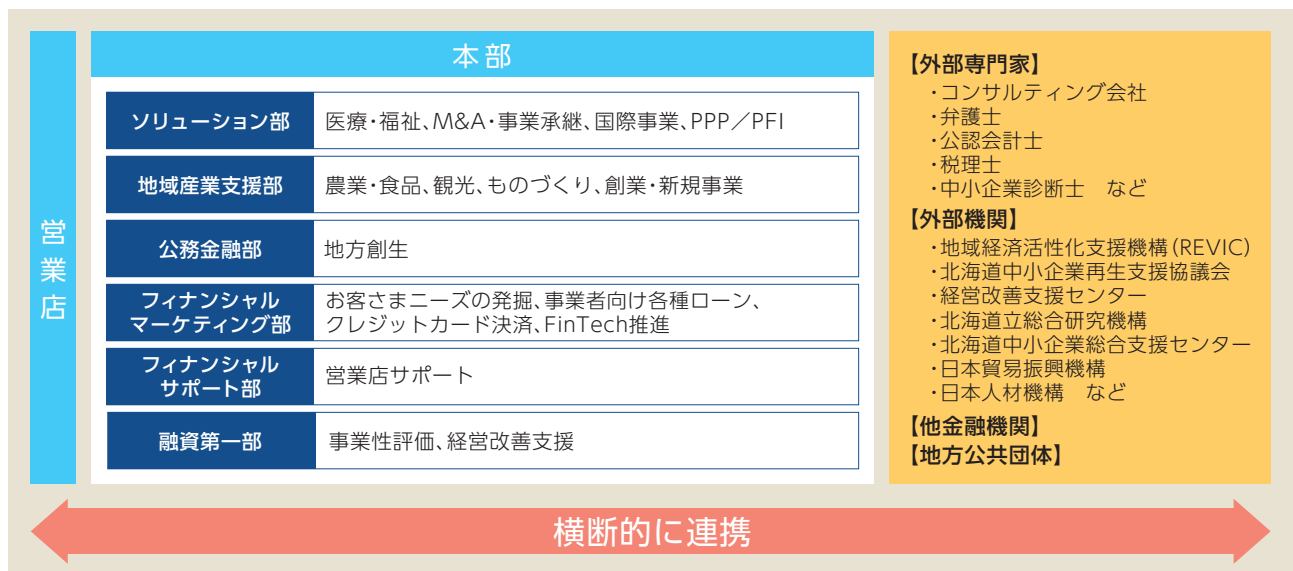 営業店
本部
ソリューション部
医療・福祉、M&A・事業承継、国際事業、PPP／PFI
地域産業支援部
農業・食品、観光、ものづくり、創業・新規事業
公務金融部
地方創生
フィナンシャル
マーケティング部
お客さまニーズの発掘、事業者向け各種ローン、
クレジットカード決済、FinTech推進
フィナンシャル
サポート部
営業店サポート
融資第一部
事業性評価、経営改善支援
【外部専門家】
・コンサルティング会社
・弁護士
・公認会計士
・税理士
・中小企業診断士　など
【外部機関】
・地域経済活性化支援機構（REVIC）
・北海道中小企業再生支援協議会
・経営改善支援センター
・北海道立総合研究機構
・北海道中小企業総合支援センター
・日本貿易振興機構
・日本人材機構　など
【他金融機関】
【地方公共団体】
横断的に連携